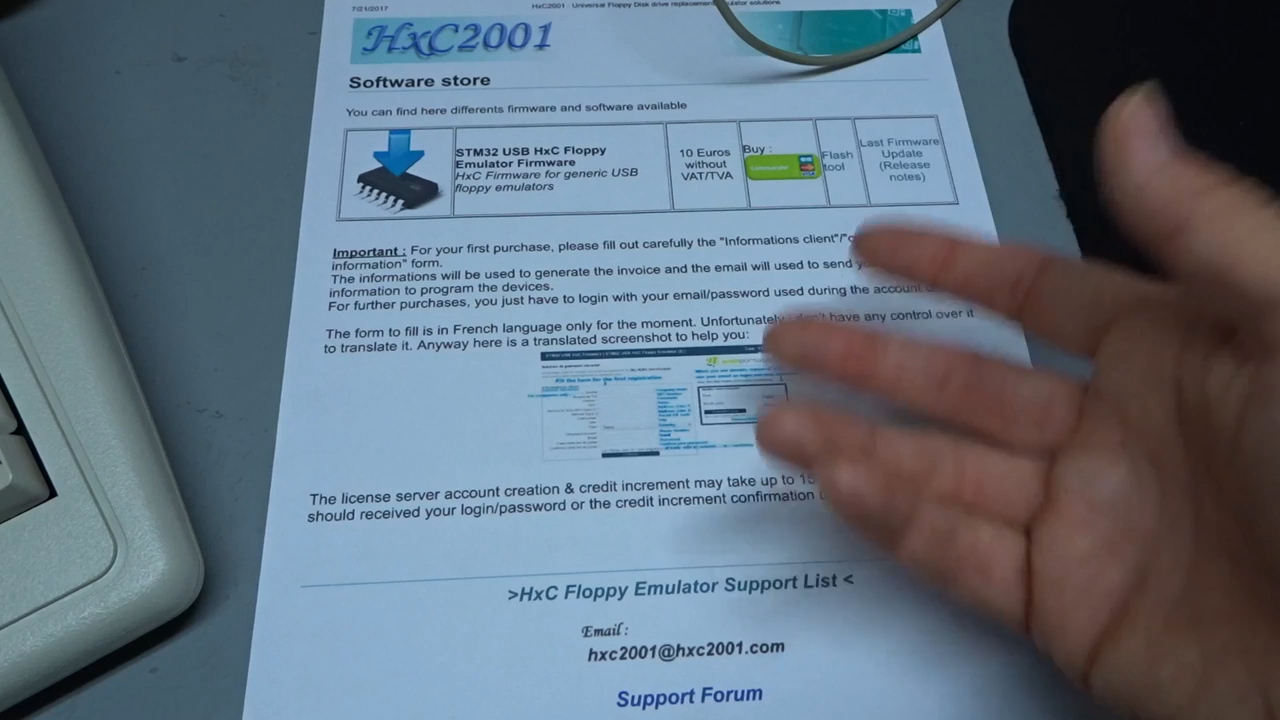 7/21/2017
HxC2001 : Universal Floppy Disk drive replacement solutions
HxC2001
Software store
You can find here differents firmware and software available
STM32 USB HxC Floppy
Emulator Firmware
HxC Firmware for generic USB
floppy emulators
10 Euros
without
VAT/TVA
Buy :
Flash
tool
Last Firmware
Update
(Release
notes)
Important : For your first purchase, please fill out carefully the "Informations client"/"
information" form.
The informations will be used to generate the invoice and the email will used to send
information to program the devices.
For further purchases, you just have to login with your email/password used during the account
The form to fill is in French language only for the moment. Unfortunately don't have any control over it
to translate it. Anyway here is a translated screenshot to help you:
Fill the form for the first registration
The license server account creation & credit increment may take up to
should received your login/password or the credit increment confirmation
>HxC Floppy Emulator Support List <
Email :
hxc2001@hxc2001.com
Support Forum